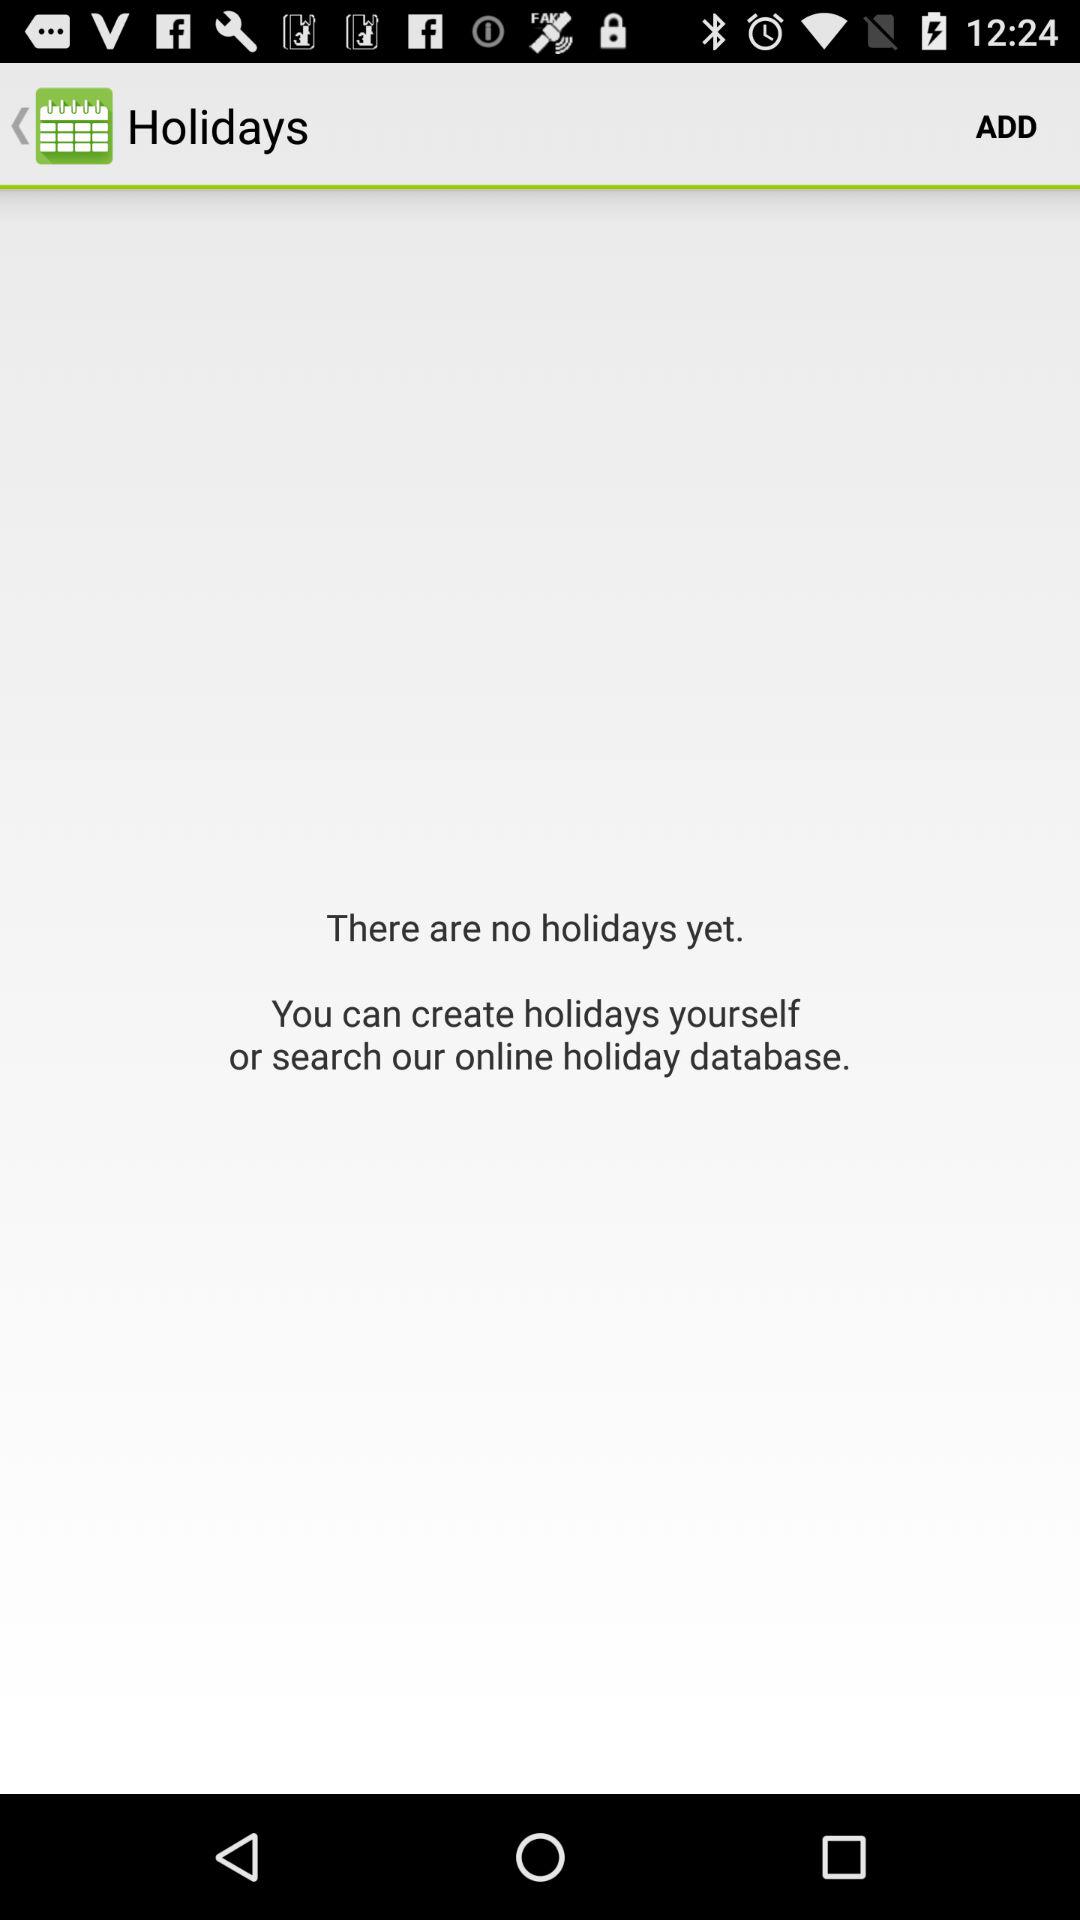 FAKE
12:24
Holidays
ADD
There are no holidays yet.
You can create holidays yourself
or search our online holiday database.